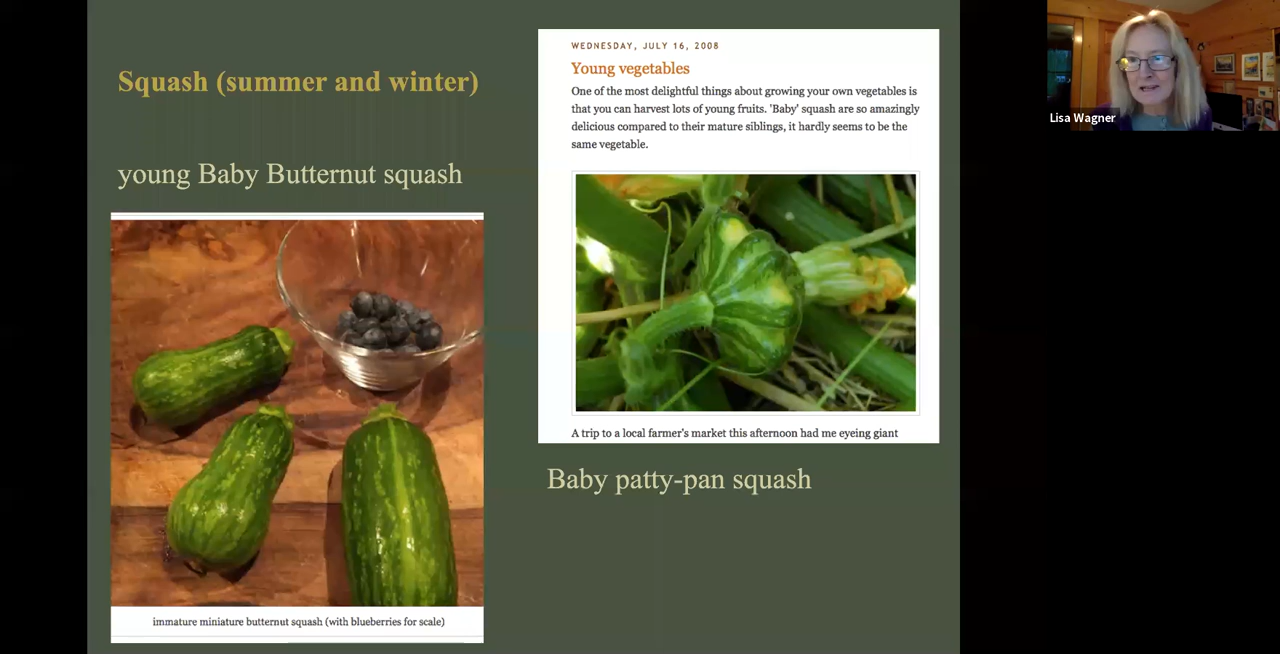 Squash (summer and winter)
young Baby Butternut squash
immature miniature butternut squash (with blueberries for scale)
WEDNESDAY, JULY 16, 2008
Young vegetables
One of the most delightful things about growing your own vegetables is
that you can harvest lots of young fruits. 'Baby' squash are so amazingly
delicious compared to their mature siblings, it hardly seems to be the
same vegetable.
A trip to a local farmer's market this afternoon had me eyeing giant
Baby patty-pan squash
Lisa Wagner